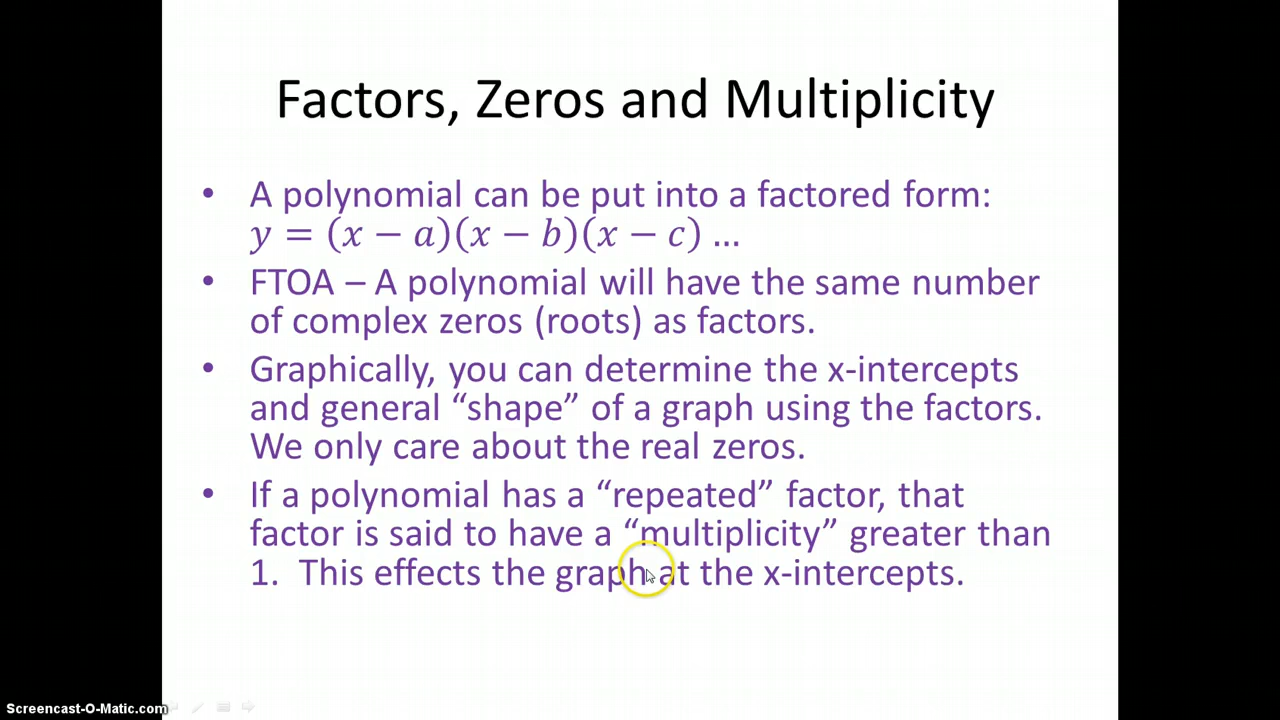 Factors, Zeros and Multiplicity
• A polynomial can be put into a factored form:
y = (x − a)(x − b)(x − c) …
• FTOA – A polynomial will have the same number
of complex zeros (roots) as factors.
• Graphically, you can determine the x-intercepts
and general “shape” of a graph using the factors.
We only care about the real zeros.
• If a polynomial has a “repeated” factor, that
factor is said to have a “multiplicity” greater than
1. This effects the graph at the x-intercepts.
Screencast-O-Matic.com